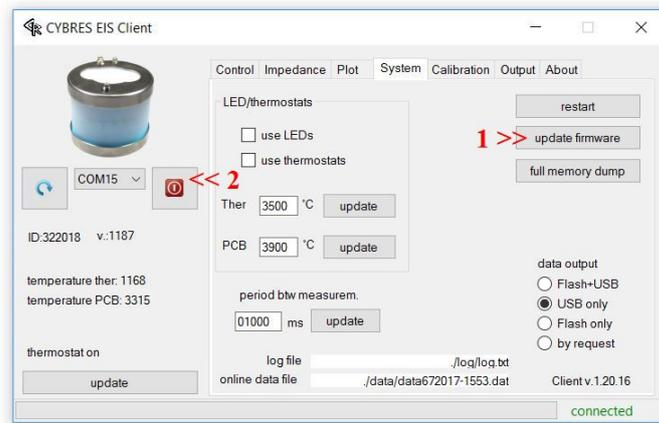 CYBRES EIS Client
Control Impedance Plot System Calibration Output About
LED/thermostats
use LEDs
use thermostats
Ther 3500 °C update
PCB 3900 °C update
period btw measurem.
01000 ms update
log file ./log/log.txt
online data file ./data/data672017-1553.dat
restart
1 >> update firmware
full memory dump
data output
Flash+USB
USB only
Flash only
by request
Client v.1.20.16
COM15 << 2
ID:322018 v.:1187
temperature ther: 1168
temperature PCB: 3315
thermostat on
update
connected